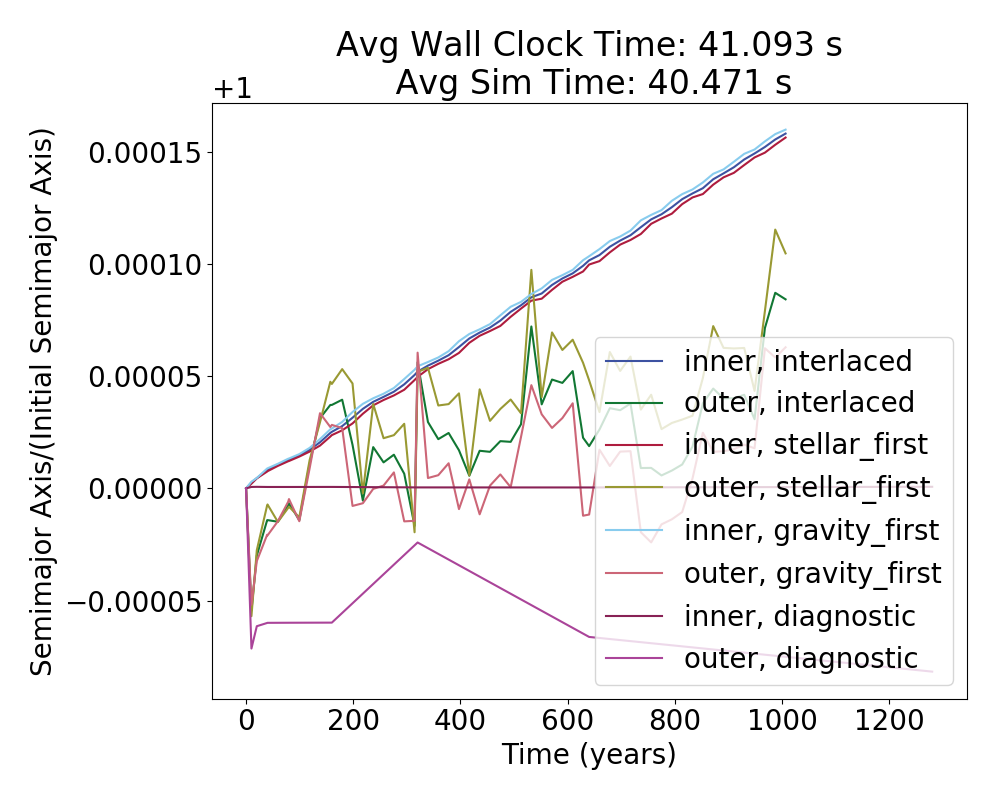 Avg Wall Clock Time: 41.093 s
Avg Sim Time: 40.471 s
+1
0.00015
0.00010
0.00005
0.00000
−0.00005
Semimajor Axis/(Initial Semimajor Axis)
inner, interlaced
outer, interlaced
inner, stellar_first
outer, stellar_first
inner, gravity_first
outer, gravity_first
inner, diagnostic
outer, diagnostic
0 200 400 600 800 1000 1200
Time (years)